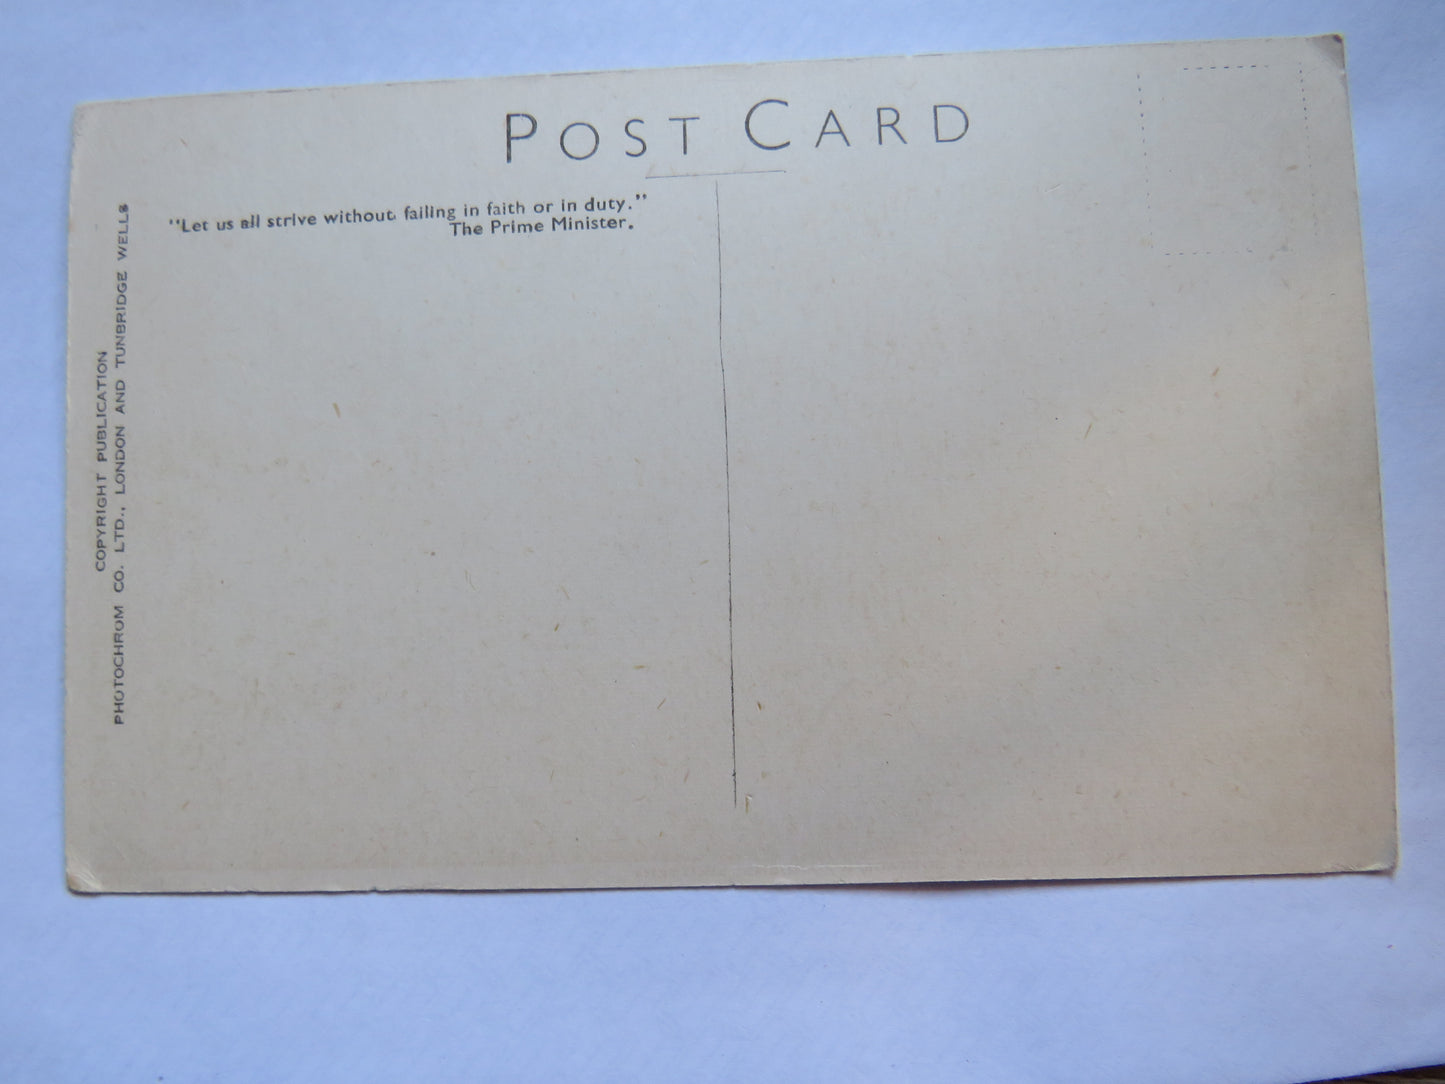 POST CARD
"Let us all strive without failing in faith or in duty."
The Prime Minister.
COPYRIGHT PUBLICATION
PHOTOCHROM CO. LTD., LONDON AND TUNBRIDGE WELLS